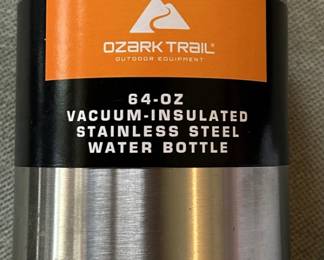 OZARK TRAIL
OUTDOOR EQUIPMENT
64-OZ
VACUUM-INSULATED
STAINLESS STEEL
WATER BOTTLE